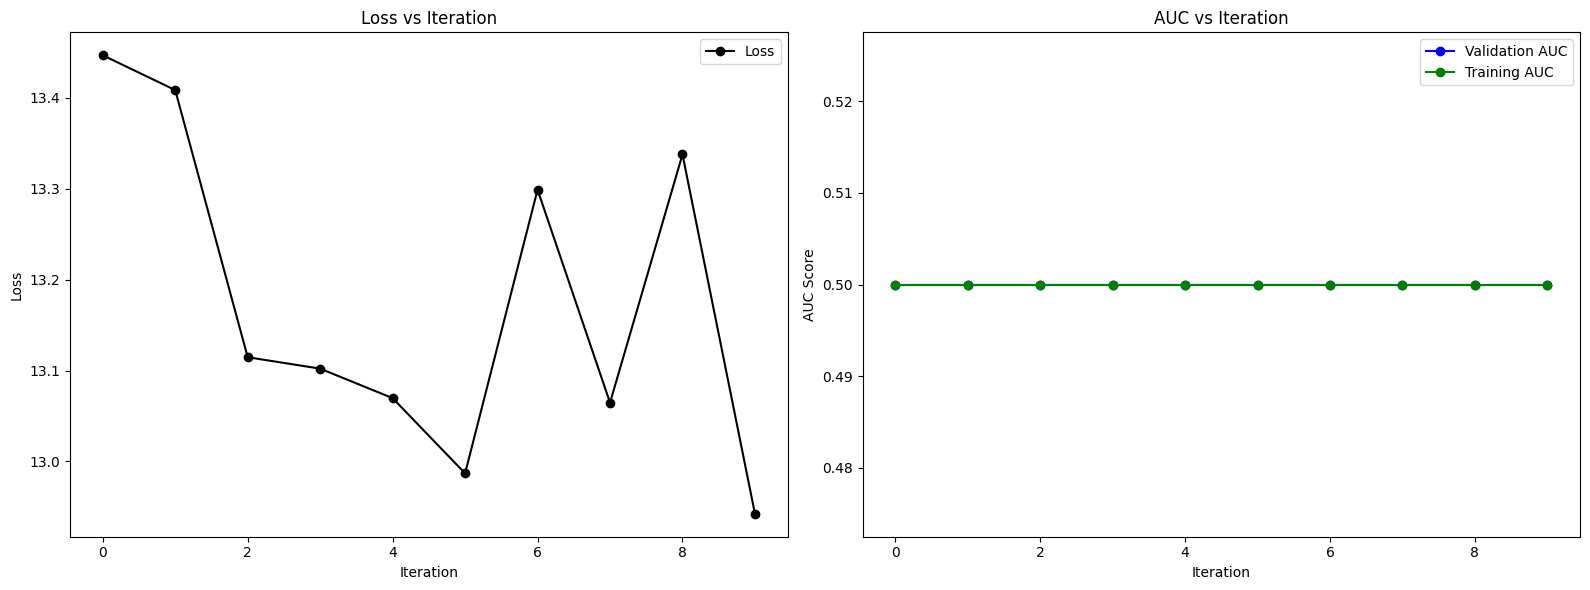 Loss vs Iteration
Loss
13.4
13.3
13.2
13.1
13.0
Loss
0 2 4 6 8
Iteration
AUC vs Iteration
Validation AUC
Training AUC
0.52
0.51
0.50
0.49
0.48
AUC Score
0 2 4 6 8
Iteration